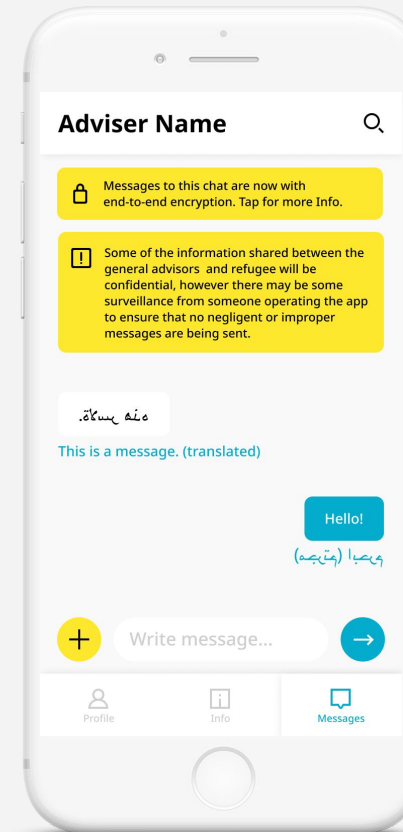 Adviser Name
Messages to this chat are now with
end-to-end encryption. Tap for more Info.
Some of the information shared between the
general advisors and refugee will be
confidential, however there may be some
surveillance from someone operating the app
to ensure that no negligent or improper
messages are being sent.
This is a message. (translated)
Hello!
Write message...
Profile
Info
Messages